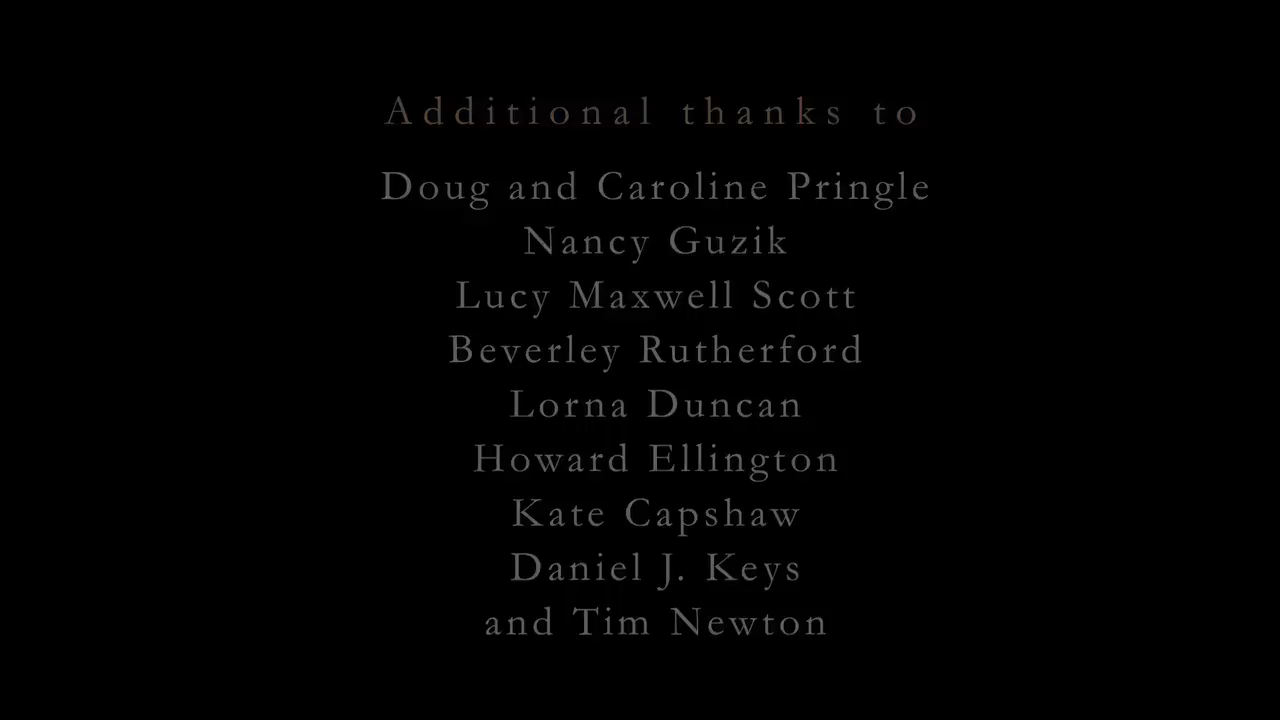 Additional thanks to
Doug and Caroline Pringle
Nancy Guzik
Lucy Maxwell Scott
Beverley Rutherford
Lorna Duncan
Howard Ellington
Kate Capshaw
Daniel J. Keys
and Tim Newton